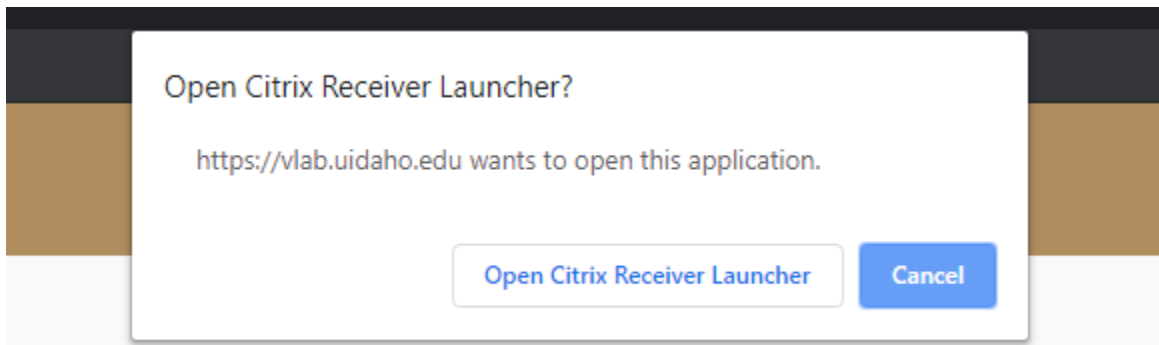 Open Citrix Receiver Launcher?
https://vlab.uidaho.edu wants to open this application.
Open Citrix Receiver Launcher
Cancel